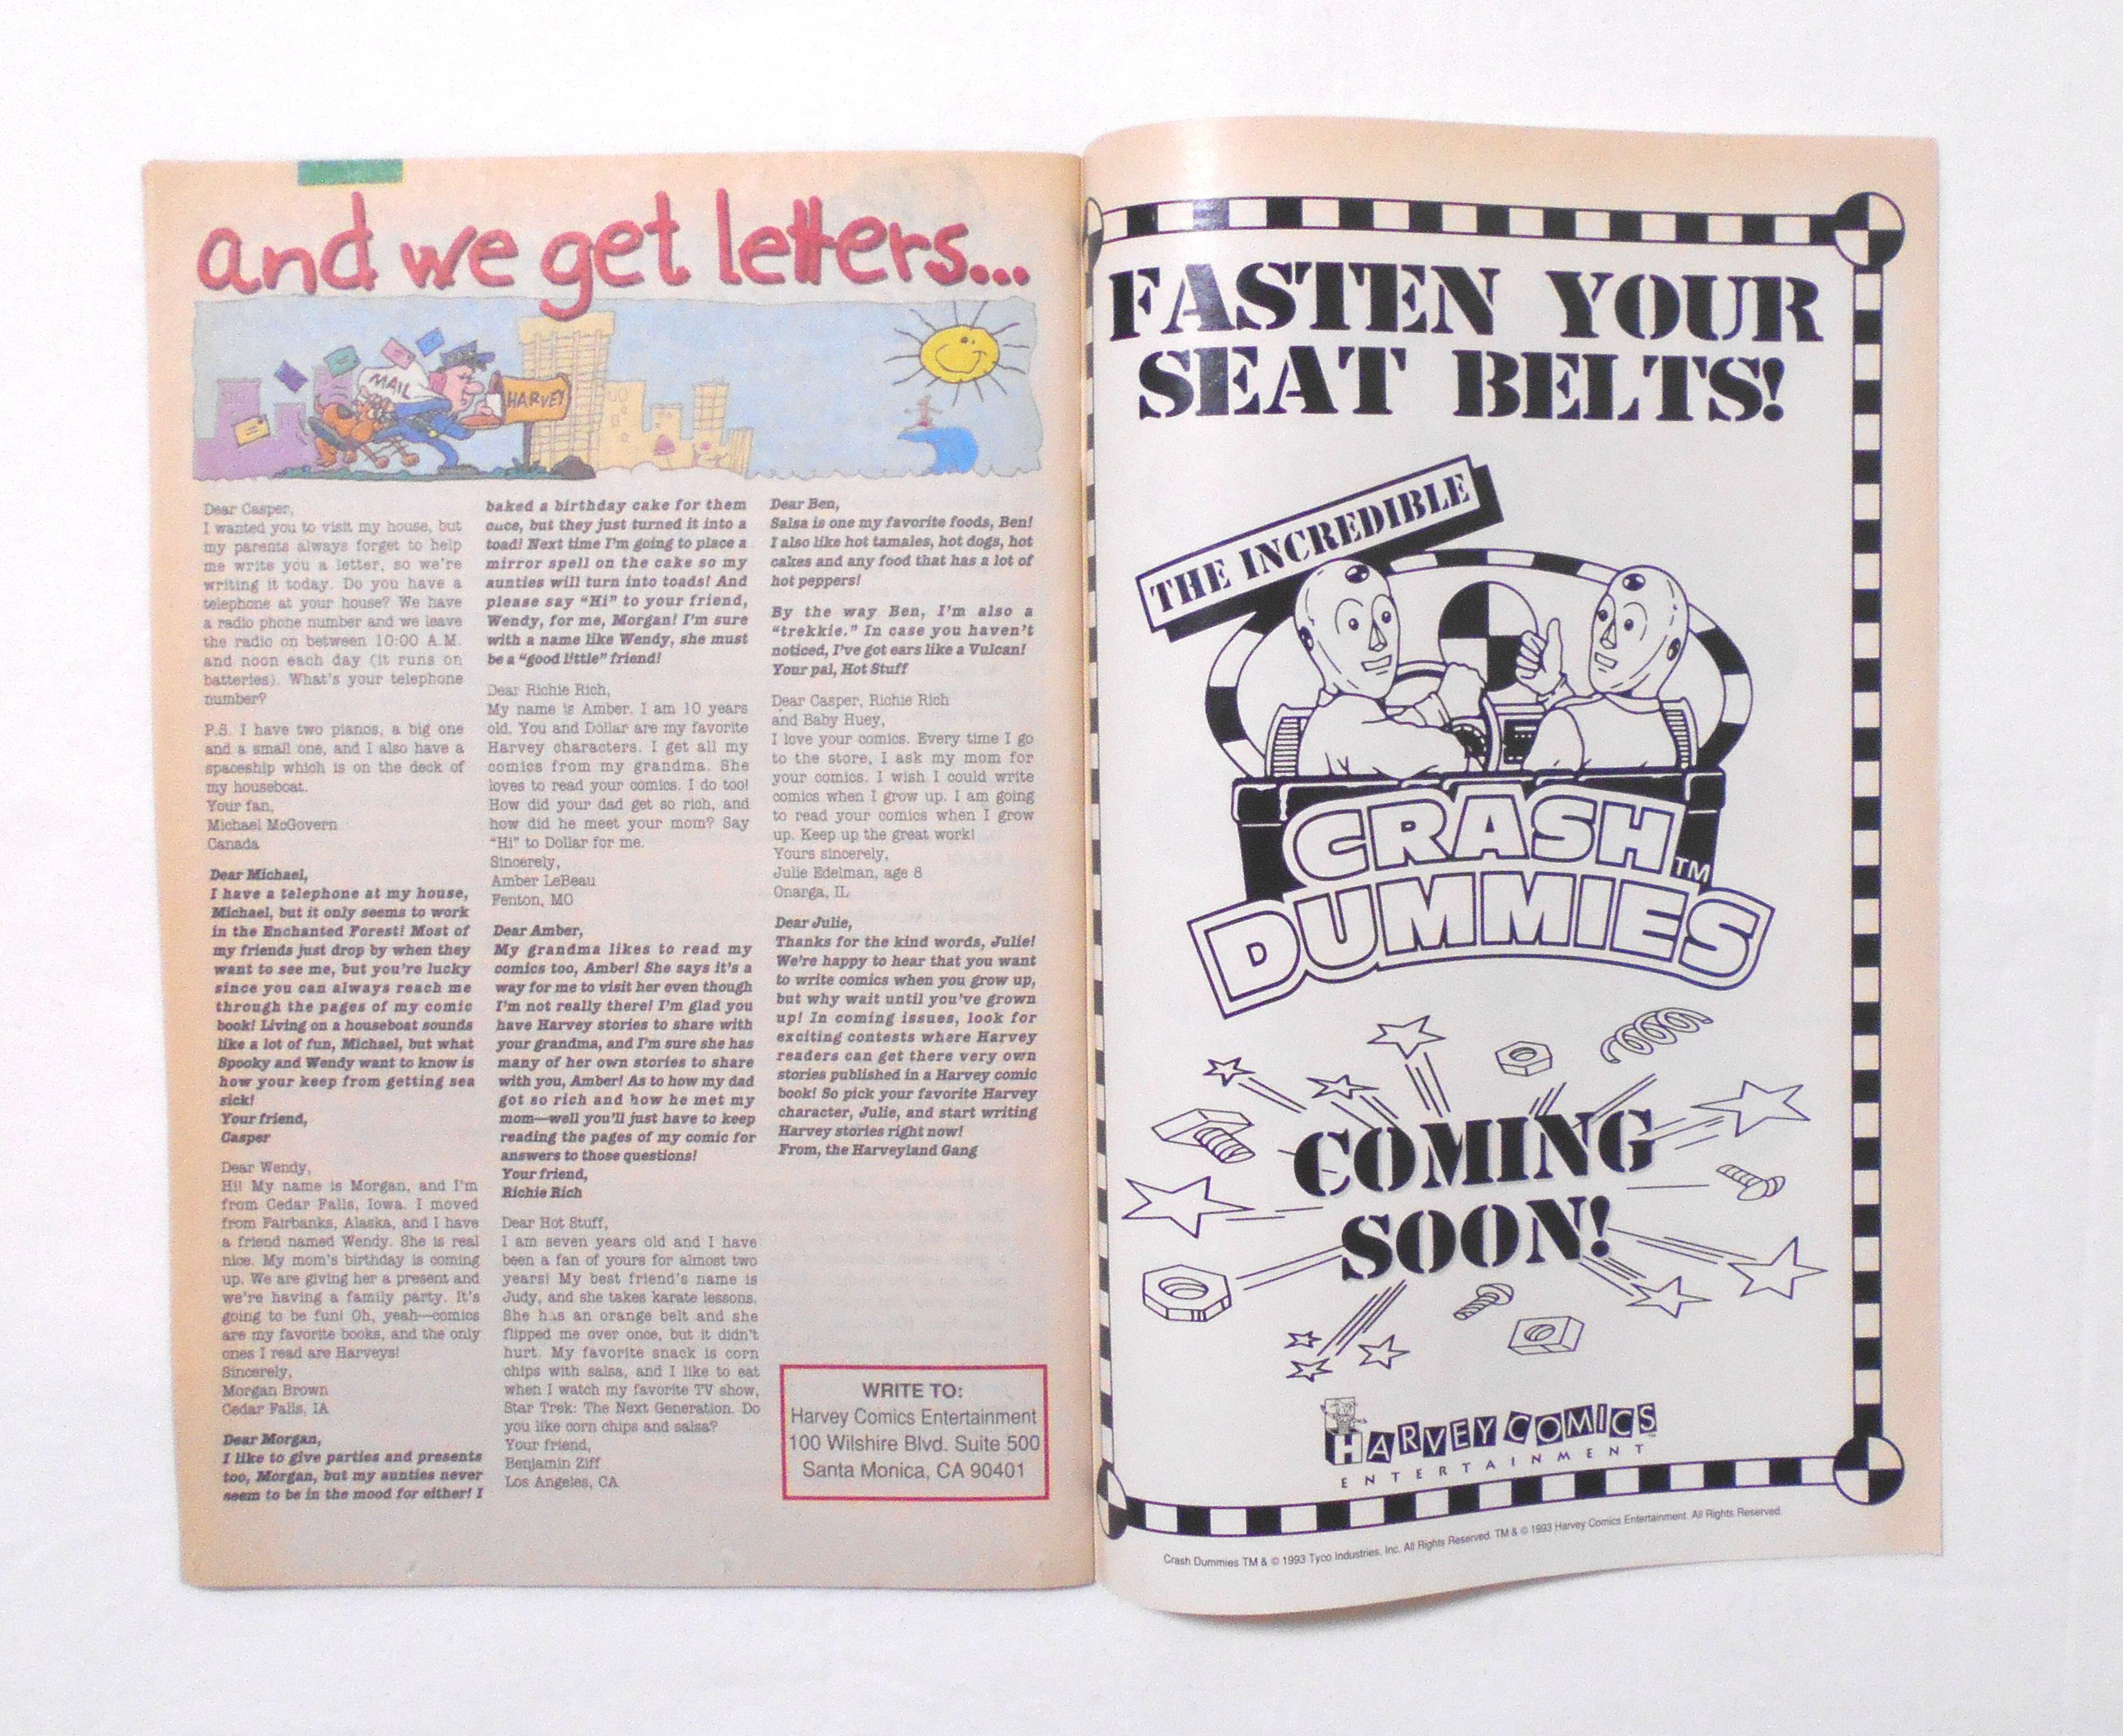 and we get letters...
MAIL
HARVEY
Dear Casper,
I wanted you to visit my house, but
my parents always forget to help
me write you a letter, so we're
writing it today. Do you have a
telephone at your house? We have
a radio phone number and we leave
the radio on between 10:00 A.M.
and noon each day (it runs on
batteries). What's your telephone
number?
P.S. I have two pianos, a big one
and a small one, and I also have a
spaceship which is on the deck of
my houseboat.
Your fan,
Michael McGovern
Canada
Dear Michael,
I have a telephone at my house,
Michael, but it only seems to work
in the Enchanted Forest! Most of
my friends just drop by when they
want to see me, but you're lucky
since you can always reach me
through the pages of my comic
book! Living on a houseboat sounds
like a lot of fun, Michael, but what
Spooky and Wendy want to know is
how your keep from getting sea
sick!
Your friend,
Casper
Dear Wendy,
Hi! My name is Morgan, and I'm
from Cedar Falls, Iowa. I moved
from Fairbanks, Alaska, and I have
a friend named Wendy. She is real
nice. My mom's birthday is coming
up. We are giving her a present and
we're having a family party. It's
going to be fun! Oh, yeah—comics
are my favorite books, and the only
ones I read are Harveys!
Sincerely,
Morgan Brown
Cedar Falls, IA
Dear Morgan,
I like to give parties and presents
too, Morgan, but my aunties never
seem to be in the mood for either! I
baked a birthday cake for them
once, but they just turned it into a
toad! Next time I'm going to place a
mirror spell on the cake so my
aunties will turn into toads! And
please say "Hi" to your friend,
Wendy, for me, Morgan! I'm sure
with a name like Wendy, she must
be a "good little" friend!
Dear Richie Rich,
My name is Amber. I am 10 years
old. You and Dollar are my favorite
Harvey characters. I get all my
comics from my grandma. She
loves to read your comics. I do too!
How did your dad get so rich, and
how did he meet your mom? Say
"Hi" to Dollar for me.
Sincerely,
Amber LeBeau
Fenton, MO
Dear Amber,
My grandma likes to read my
comics too, Amber! She says it's a
way for me to visit her even though
I'm not really there! I'm glad you
have Harvey stories to share with
your grandma, and I'm sure she has
many of her own stories to share
with you, Amber! As to how my dad
got so rich and how he met my
mom—well you'll just have to keep
reading the pages of my comic for
answers to those questions!
Your friend,
Richie Rich
Dear Hot Stuff,
I am seven years old and I have
been a fan of yours for almost two
years! My best friend's name is
Judy, and she takes karate lessons.
She has an orange belt and she
flipped me over once, but it didn't
hurt. My favorite snack is corn
chips with salsa, and I like to eat
when I watch my favorite TV show,
Star Trek: The Next Generation. Do
you like corn chips and salsa?
Your friend,
Benjamin Ziff
Los Angeles, CA
Dear Ben,
Salsa is one my favorite foods, Ben!
I also like hot tamales, hot dogs, hot
cakes and any food that has a lot of
hot peppers!
By the way Ben, I'm also a
"trekkie." In case you haven't
noticed, I've got ears like a Vulcan!
Your pal, Hot Stuff
Dear Casper, Richie Rich
and Baby Huey,
I love your comics. Every time I go
to the store, I ask my mom for
your comics. I wish I could write
comics when I grow up. I am going
to read your comics when I grow
up. Keep up the great work!
Yours sincerely,
Julie Edelman, age 8
Onarga, IL
Dear Julie,
Thanks for the kind words, Julie!
We're happy to hear that you want
to write comics when you grow up,
but why wait until you've grown
up! In coming issues, look for
exciting contests where Harvey
readers can get there very own
stories published in a Harvey comic
book! So pick your favorite Harvey
character, Julie, and start writing
Harvey stories right now!
From, the Harveyland Gang
WRITE TO:
Harvey Comics Entertainment
100 Wilshire Blvd. Suite 500
Santa Monica, CA 90401
FASTEN YOUR
SEAT BELTS!
THE INCREDIBLE
CRASH
DUMMIES™
COMING
SOON!
HARVEY COMICS
ENTERTAINMENT
Crash Dummies TM & © 1993 Tyco Industries, Inc. All Rights Reserved. TM & © 1993 Harvey Comics Entertainment. All Rights Reserved.